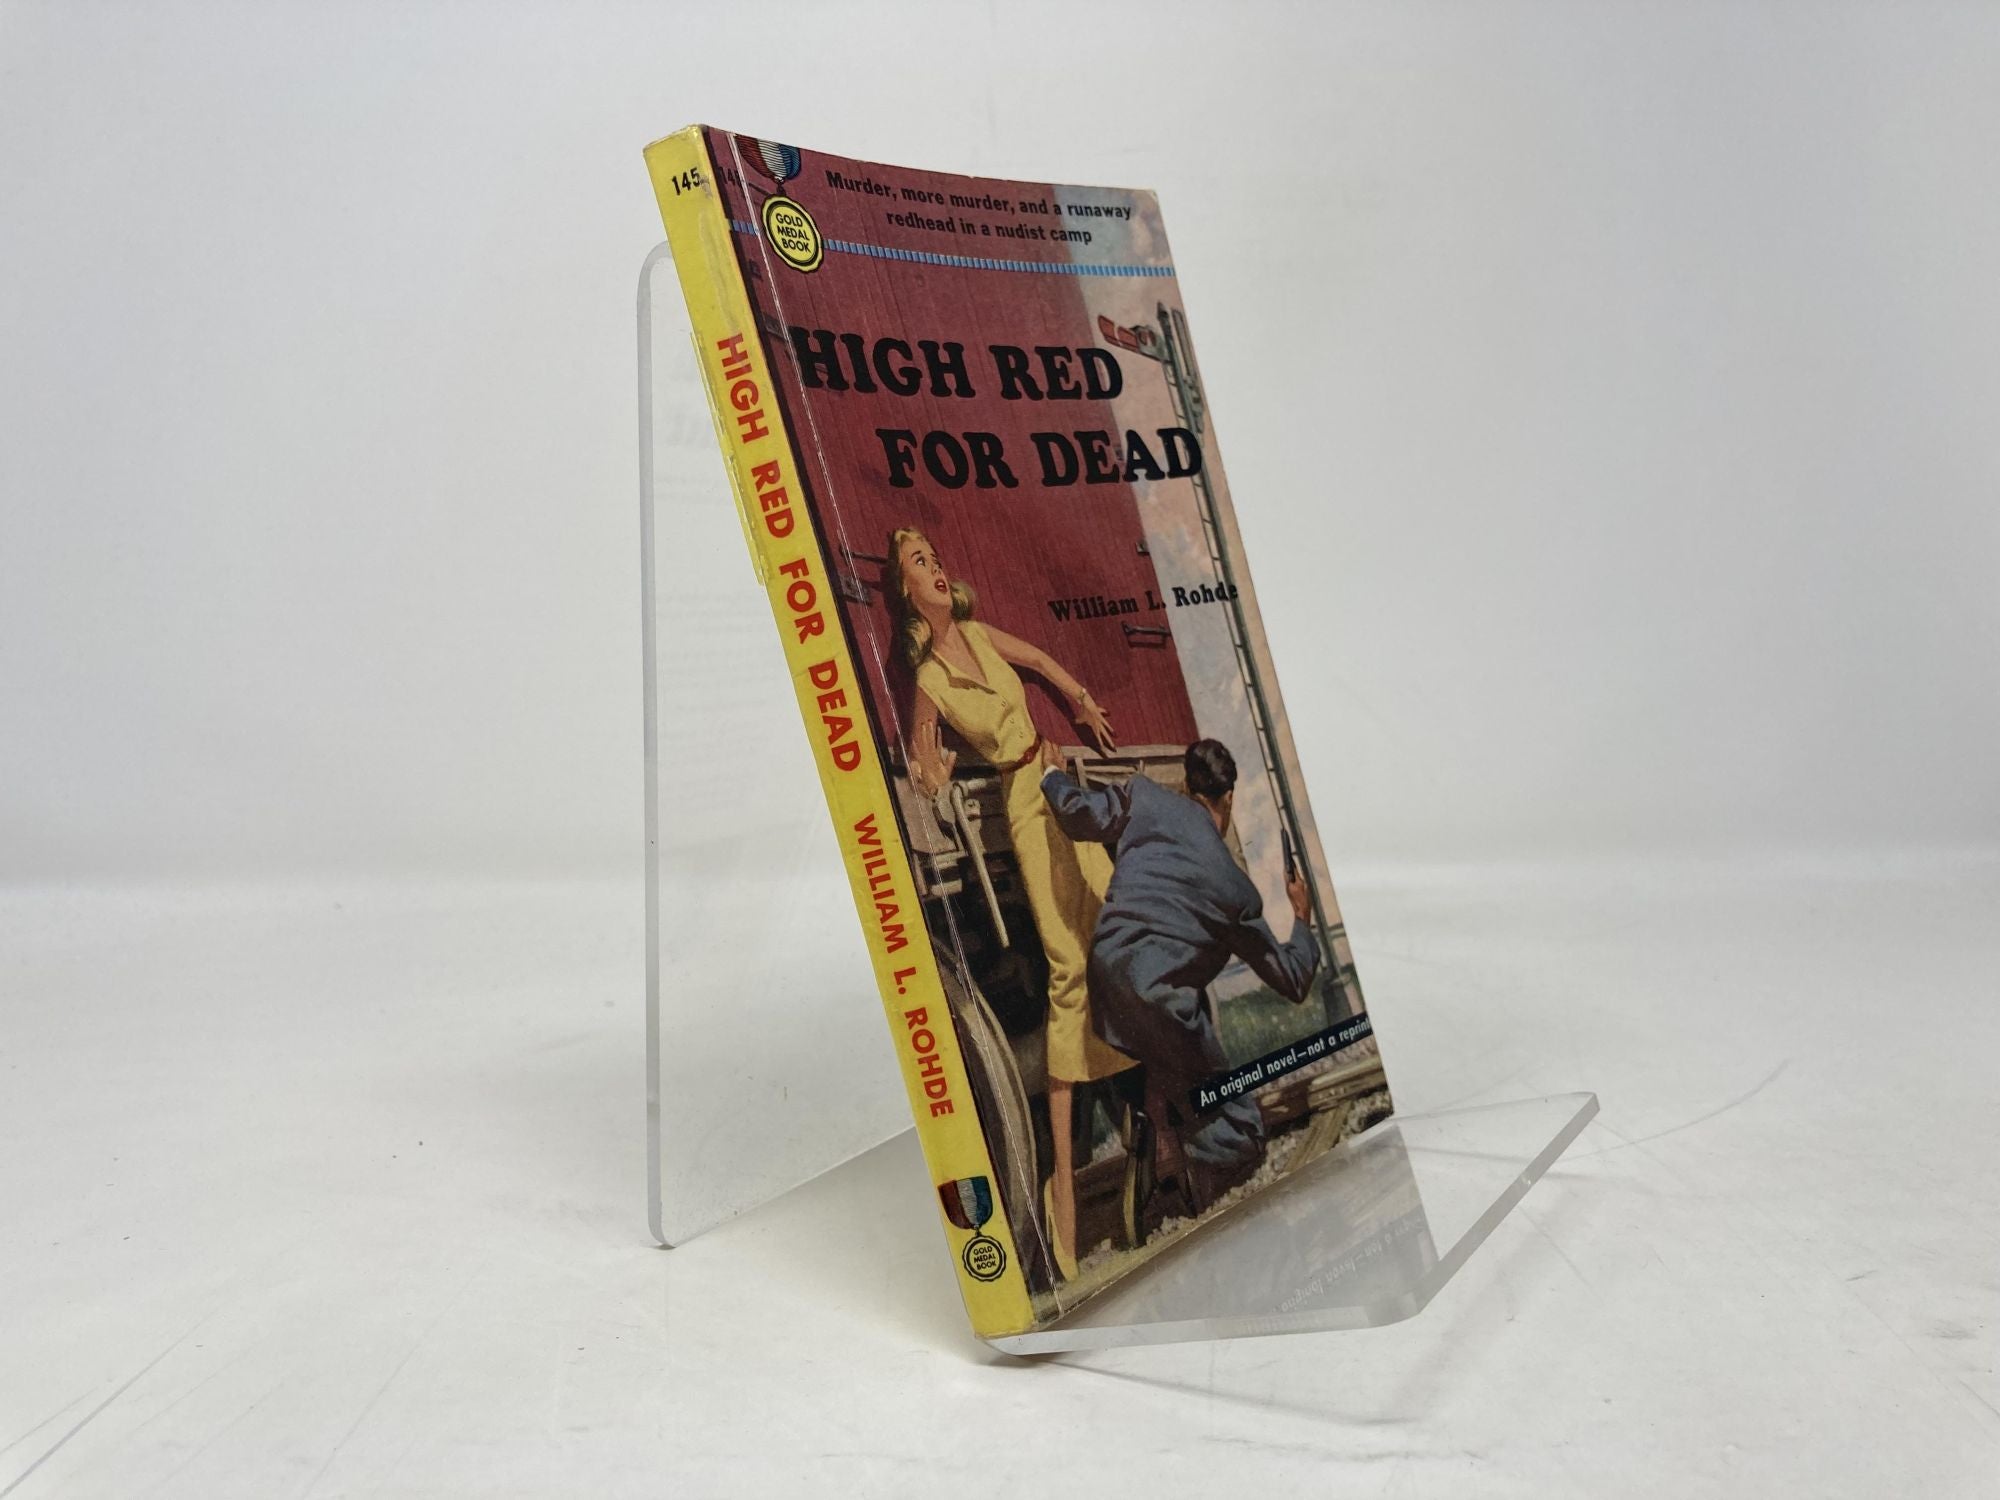 145
HIGH RED FOR DEAD WILLIAM L. ROHDE
GOLD
MEDAL
BOOK
145
GOLD
MEDAL
BOOK
Murder, more murder, and a runaway
redhead in a nudist camp
HIGH RED
FOR DEAD
William L. Rohde
An original novel—not a reprint